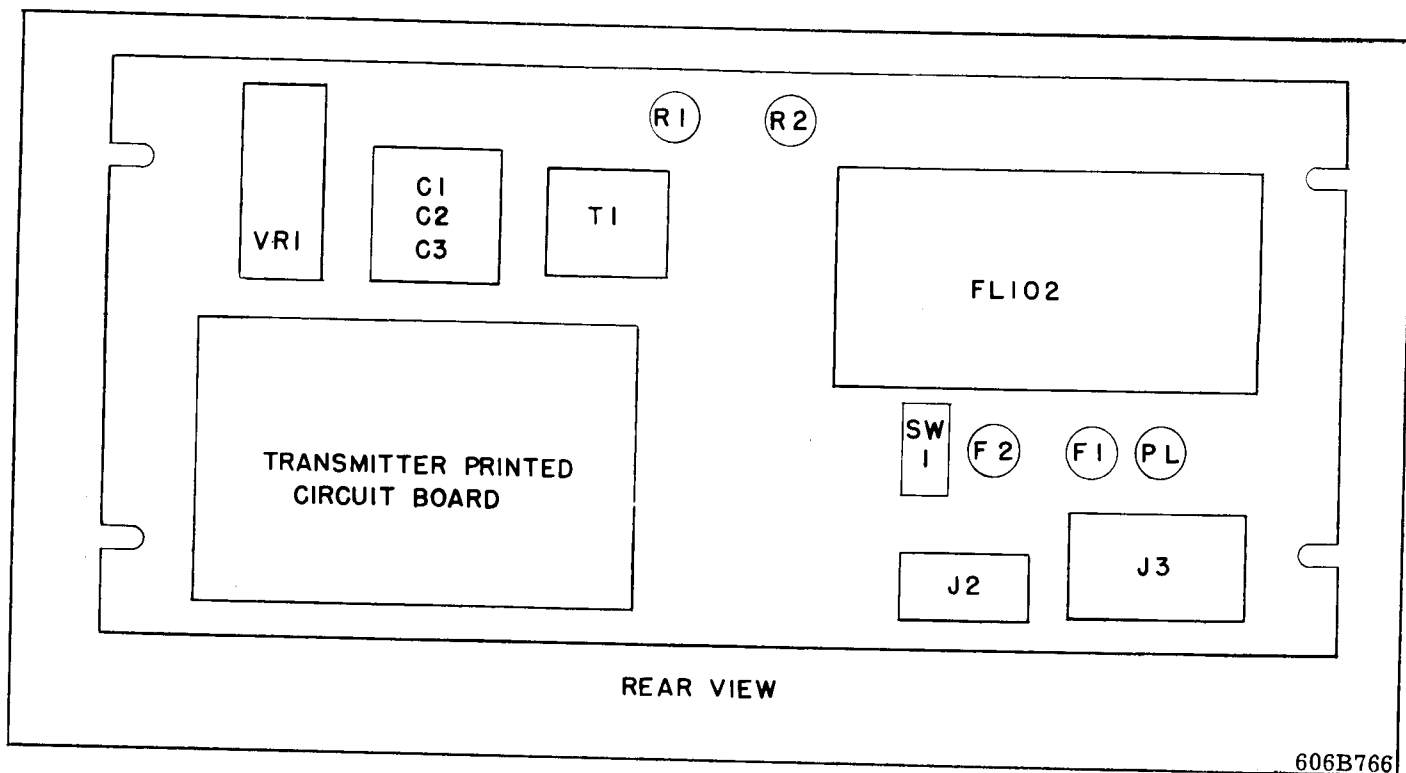 R1
R2
C1
C2
C3
T1
VR1
FL102
SW
1
F2
F1
PL
TRANSMITTER PRINTED
CIRCUIT BOARD
J2
J3
REAR VIEW
606B766